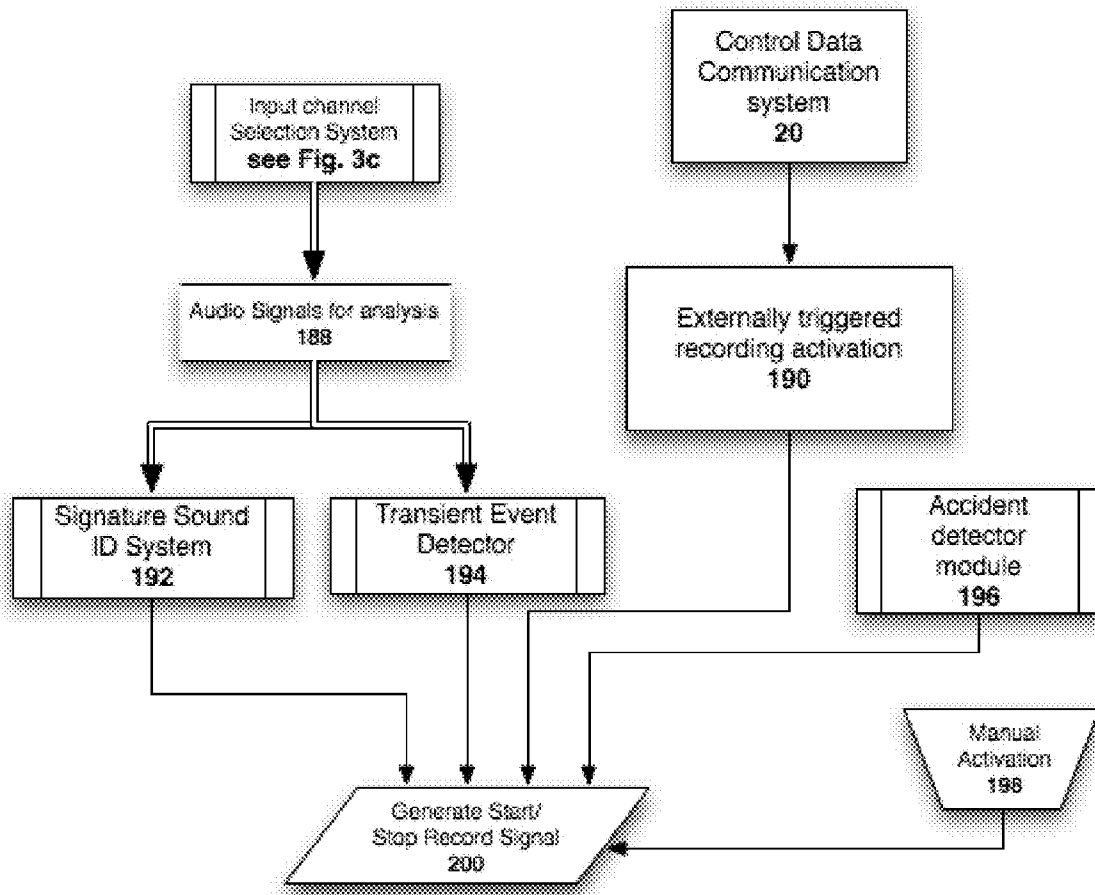 Control Data
Communication
system
20
Input channel
Selection System
see Fig. 3c
Audio Signals for analysis
188
Externally triggered
recording activation
190
Signature Sound
ID System
192
Transient Event
Detector
194
Accident
detector
module
196
Manual
Activation
198
Generate Start/
Stop Record Signal
200